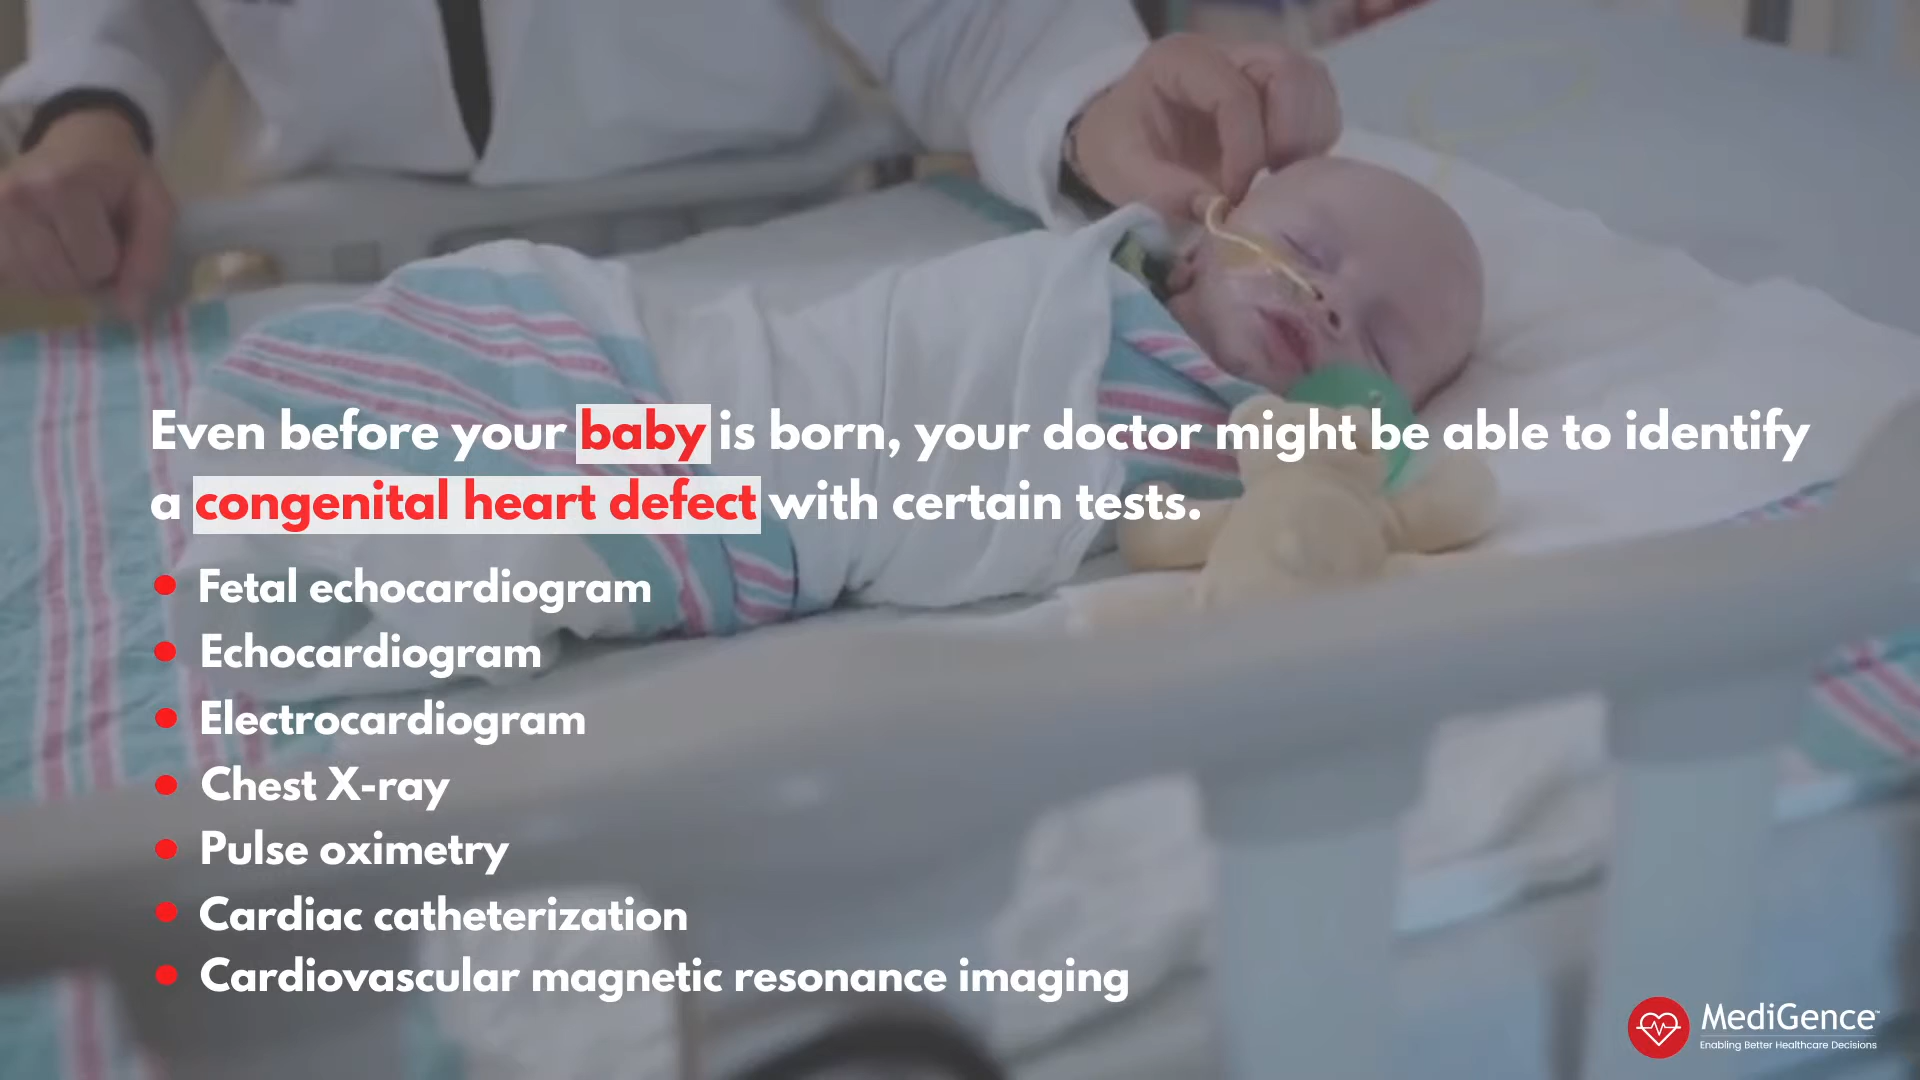 Even before your baby is born, your doctor might be able to identify
a congenital heart defect with certain tests.
Fetal echocardiogram
Echocardiogram
Electrocardiogram
Chest X-ray
Pulse oximetry
Cardiac catheterization
Cardiovascular magnetic resonance imaging
MediGence™
Enabling Better Healthcare Decisions